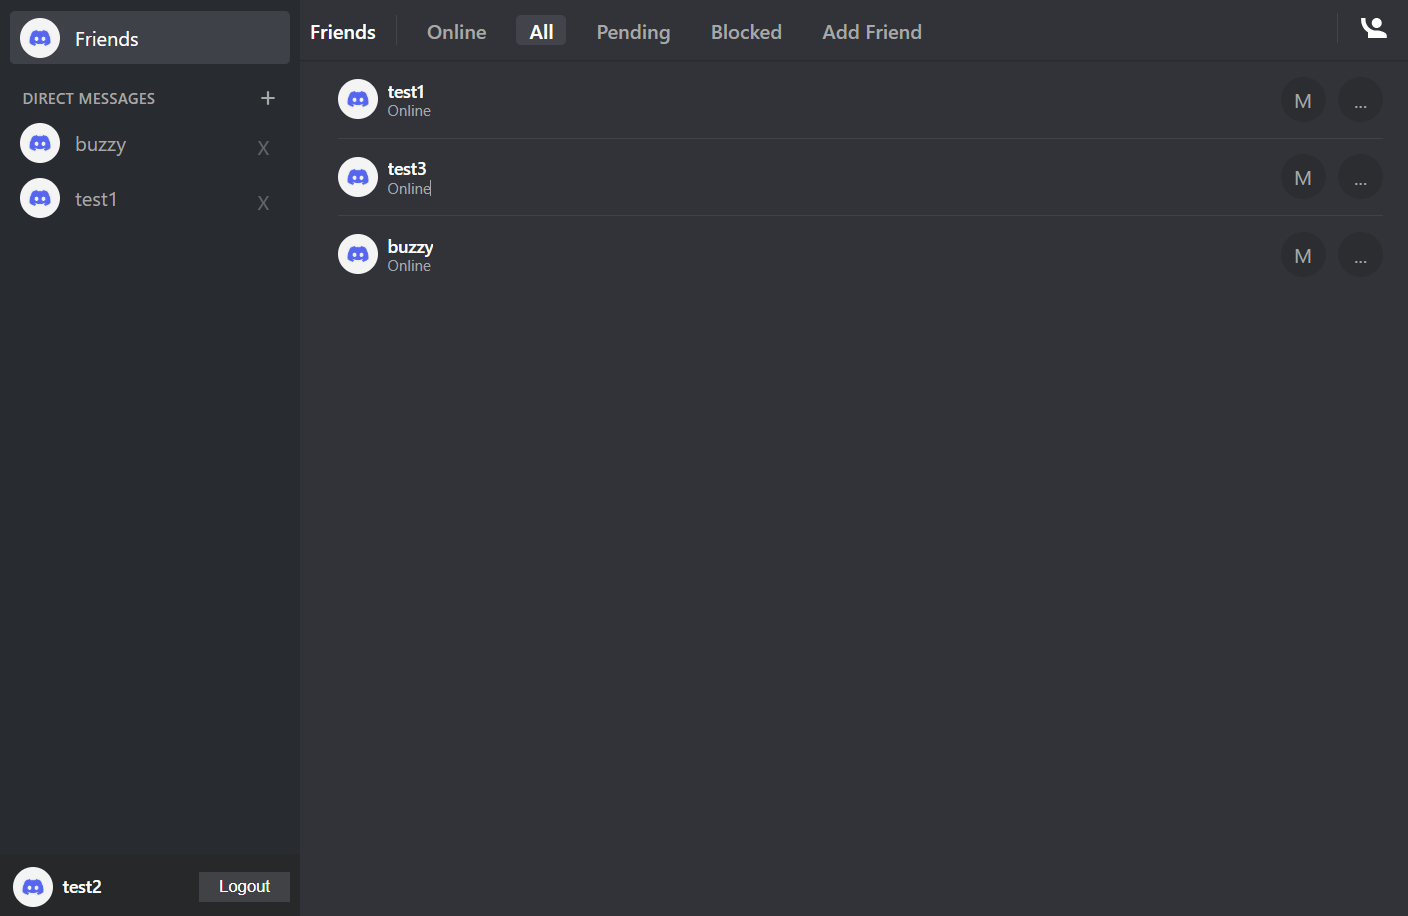 Friends
DIRECT MESSAGES +
buzzy X
test1 X
test2 Logout
Friends Online All Pending Blocked Add Friend
test1
Online
M ...
test3
Online
M ...
buzzy
Online
M ...